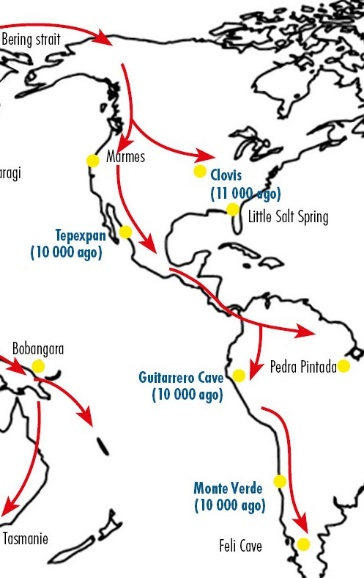 Bering strait
aragi
Marmes
Clovis
(11 000 ago)
Little Salt Spring
Tepexpan
(10 000 ago)
Bobangara
Pedra Pintada
Guitarrero Cave
(10 000 ago)
Monte Verde
(10 000 ago)
Tasmanie
Feli Cave